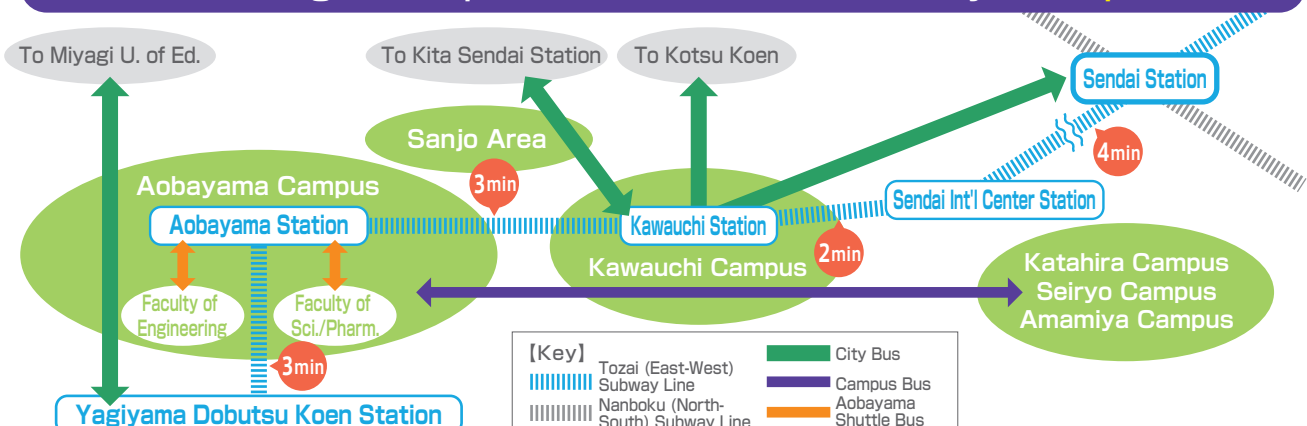 To Miyagi U. of Ed.
To Kita Sendai Station
To Kotsu Koen
Sendai Station
Sanjo Area
4min
Aobayama Campus
3min
Sendai Int'l Center Station
Aobayama Station
Kawauchi Station
2min
Kawauchi Campus
Katahira Campus
Seiryo Campus
Amamiya Campus
Faculty of
Engineering
Faculty of
Sci./Pharm.
3min
Yagiyama Dobutsu Koen Station
【Key】
Tozai (East-West)
Subway Line
Nanboku (North-
South) Subway Line
City Bus
Campus Bus
Aobayama
Shuttle Bus